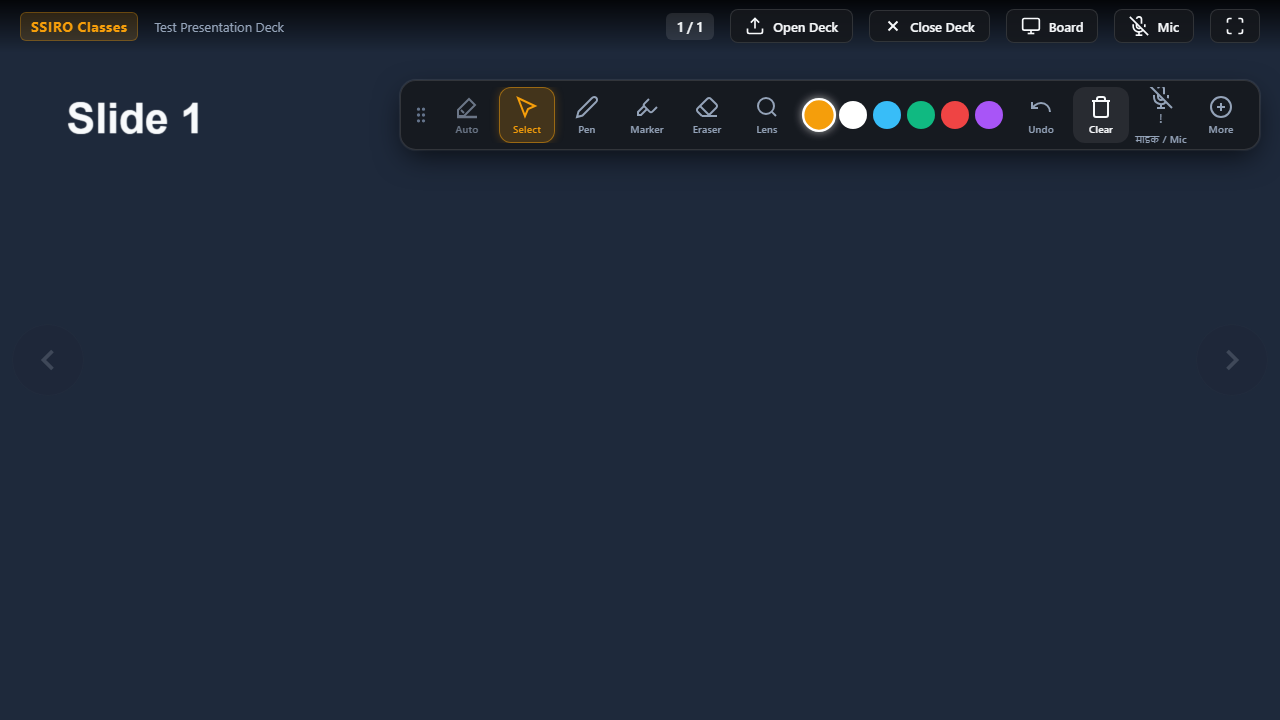 SSIRO Classes
Test Presentation Deck
1 / 1
Open Deck
Close Deck
Board
Mic
Slide 1
Auto
Select
Pen
Marker
Eraser
Lens
Undo
Clear
!
माइक / Mic
More